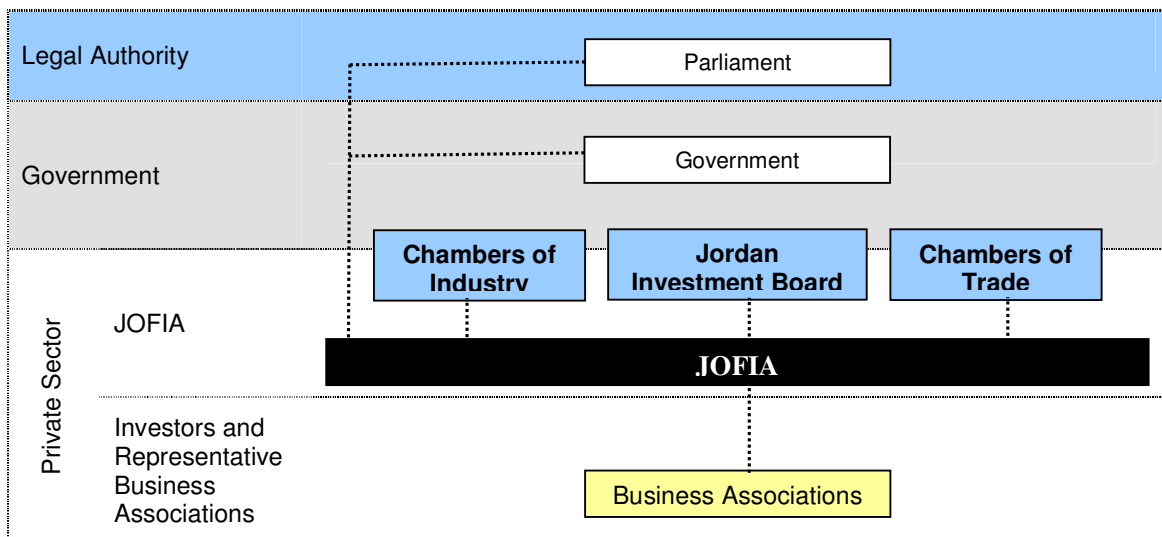 Legal Authority
Parliament
Government
Government
Chambers of
Industry
Jordan
Investment Board
Chambers of
Trade
Private Sector
JOFIA
JOFIA
Investors and
Representative
Business
Associations
Business Associations